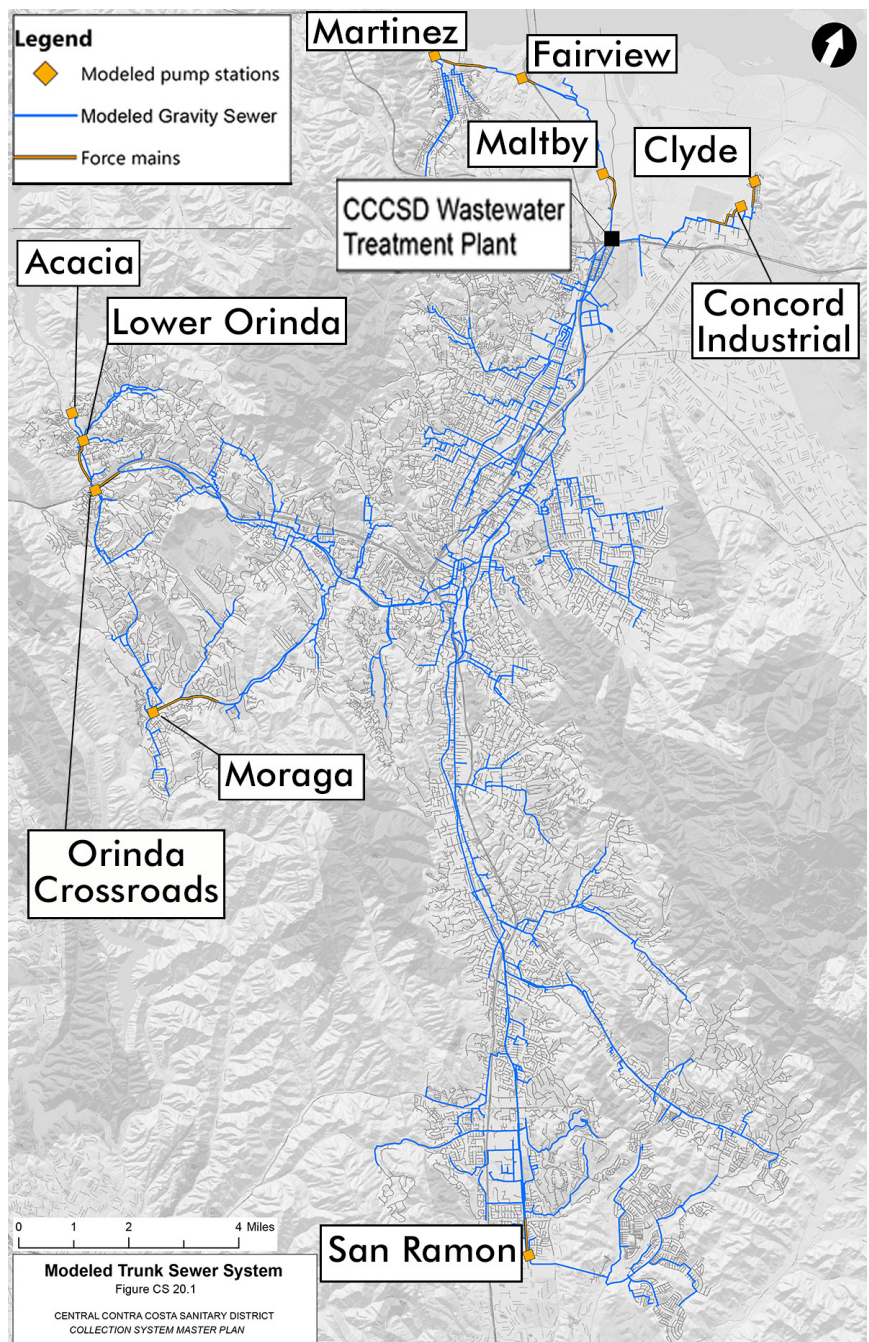 Legend
Modeled pump stations
Modeled Gravity Sewer
Force mains
Martinez
Fairview
Maltby
Clyde
CCCSD Wastewater
Treatment Plant
Acacia
Lower Orinda
Concord
Industrial
Moraga
Orinda
Crossroads
San Ramon
0 1 2 4 Miles
Modeled Trunk Sewer System
Figure CS 20.1
CENTRAL CONTRA COSTA SANITARY DISTRICT
COLLECTION SYSTEM MASTER PLAN